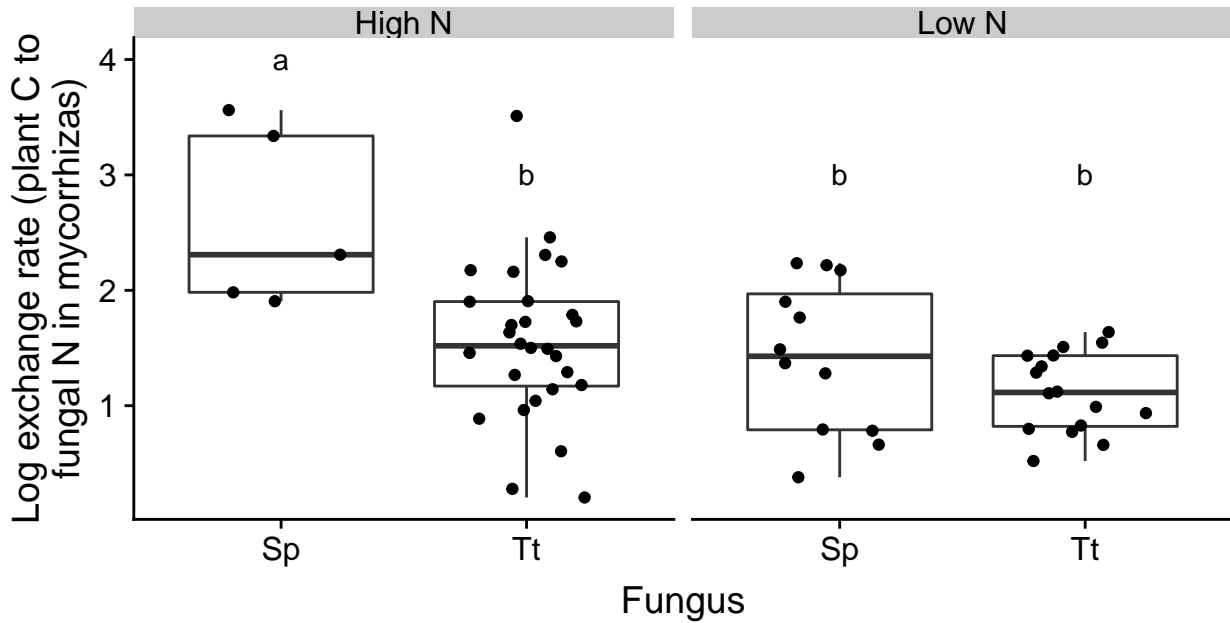 High N
Low N
Log exchange rate (plant C to
fungal N in mycorrhizas)
4
3
2
1
a
b
b
b
Sp
Tt
Sp
Tt
Fungus